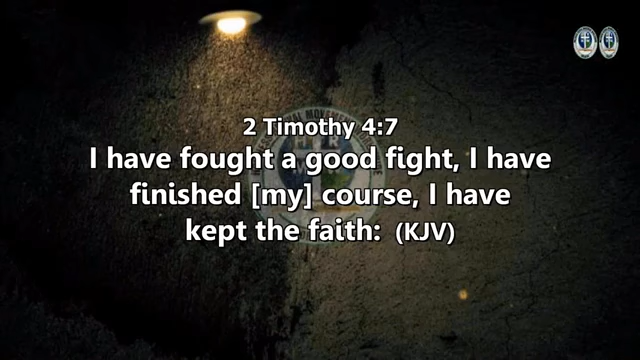 2 Timothy 4:7
I have fought a good fight, I have
finished [my] course, I have
kept the faith: (KJV)